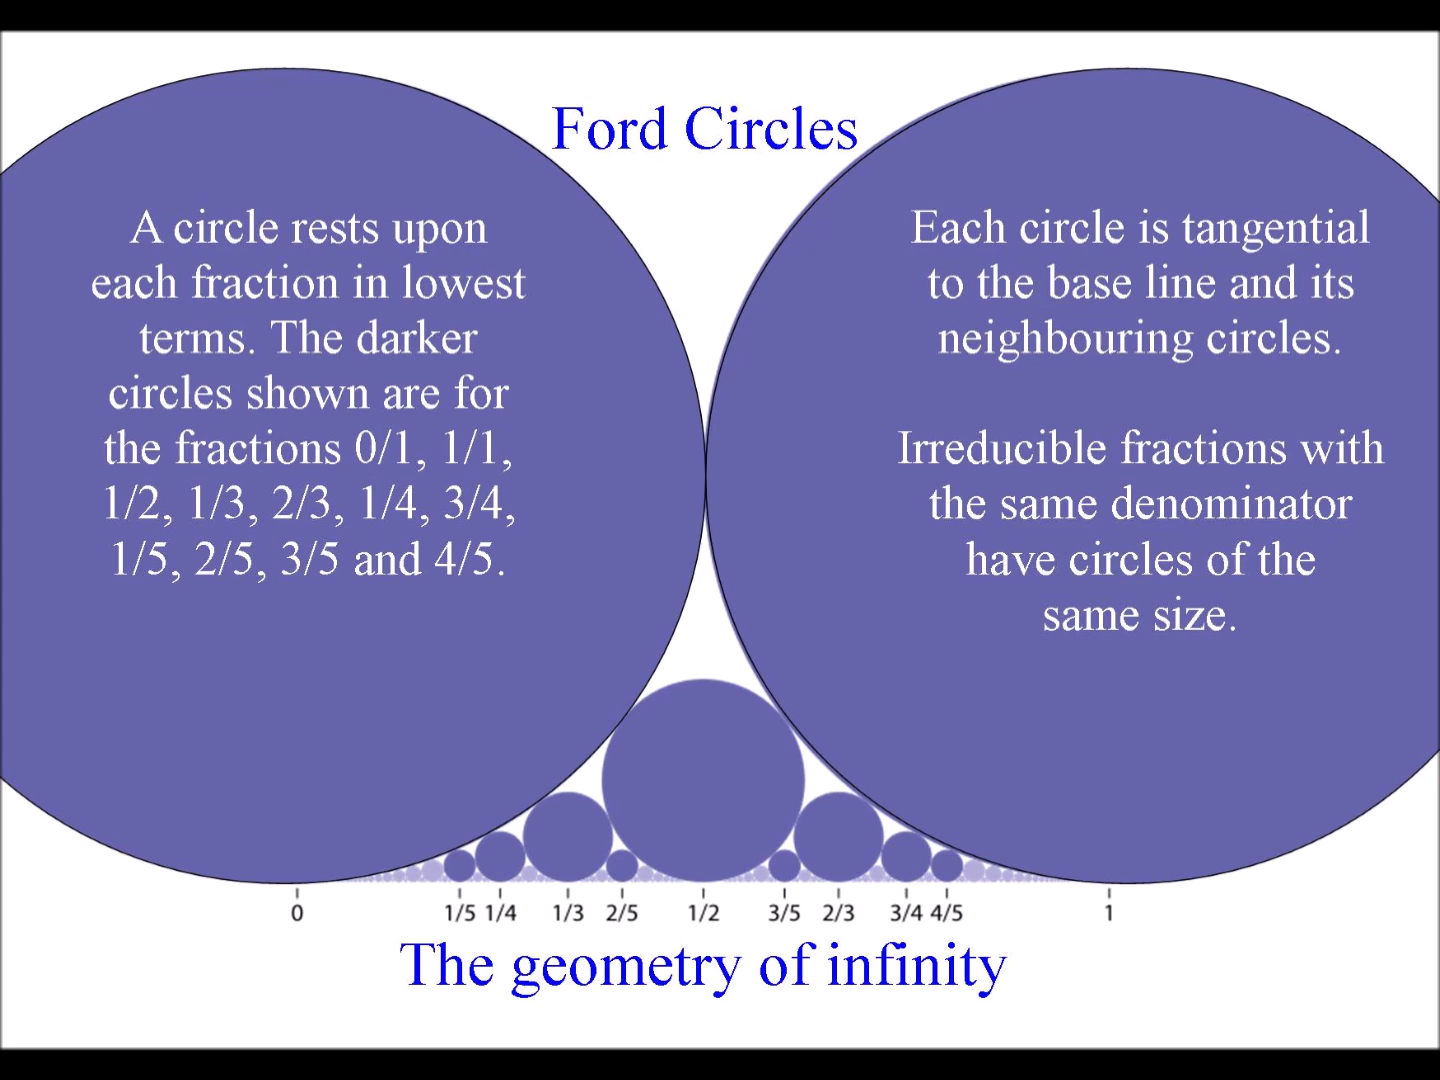 Ford Circles
A circle rests upon
each fraction in lowest
terms. The darker
circles shown are for
the fractions 0/1, 1/1,
1/2, 1/3, 2/3, 1/4, 3/4,
1/5, 2/5, 3/5 and 4/5.
Each circle is tangential
to the base line and its
neighbouring circles.
Irreducible fractions with
the same denominator
have circles of the
same size.
0 1/5 1/4 1/3 2/5 1/2 3/5 2/3 3/4 4/5 1
The geometry of infinity